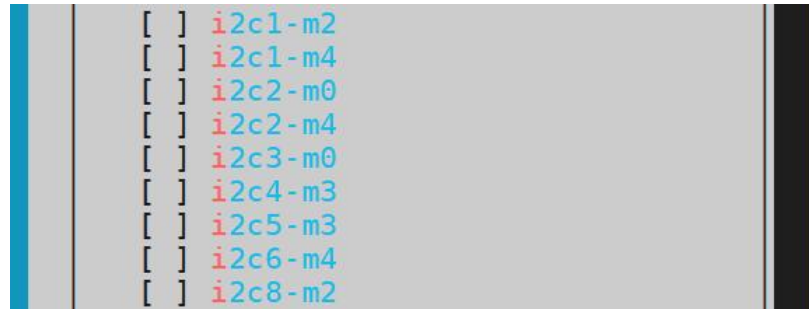 [ ] i2c1-m2
[ ] i2c1-m4
[ ] i2c2-m0
[ ] i2c2-m4
[ ] i2c3-m0
[ ] i2c4-m3
[ ] i2c5-m3
[ ] i2c6-m4
[ ] i2c8-m2